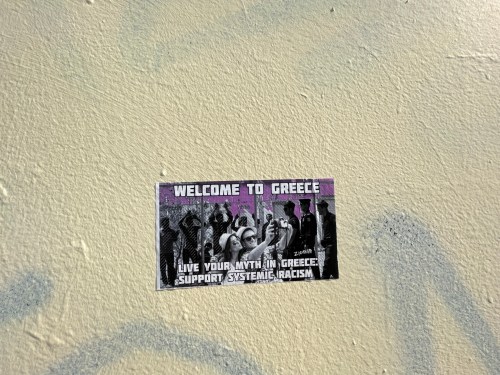 WELCOME TO GREECE
LIVE YOUR MYTH IN GREECE:
SUPPORT SYSTEMIC RACISM